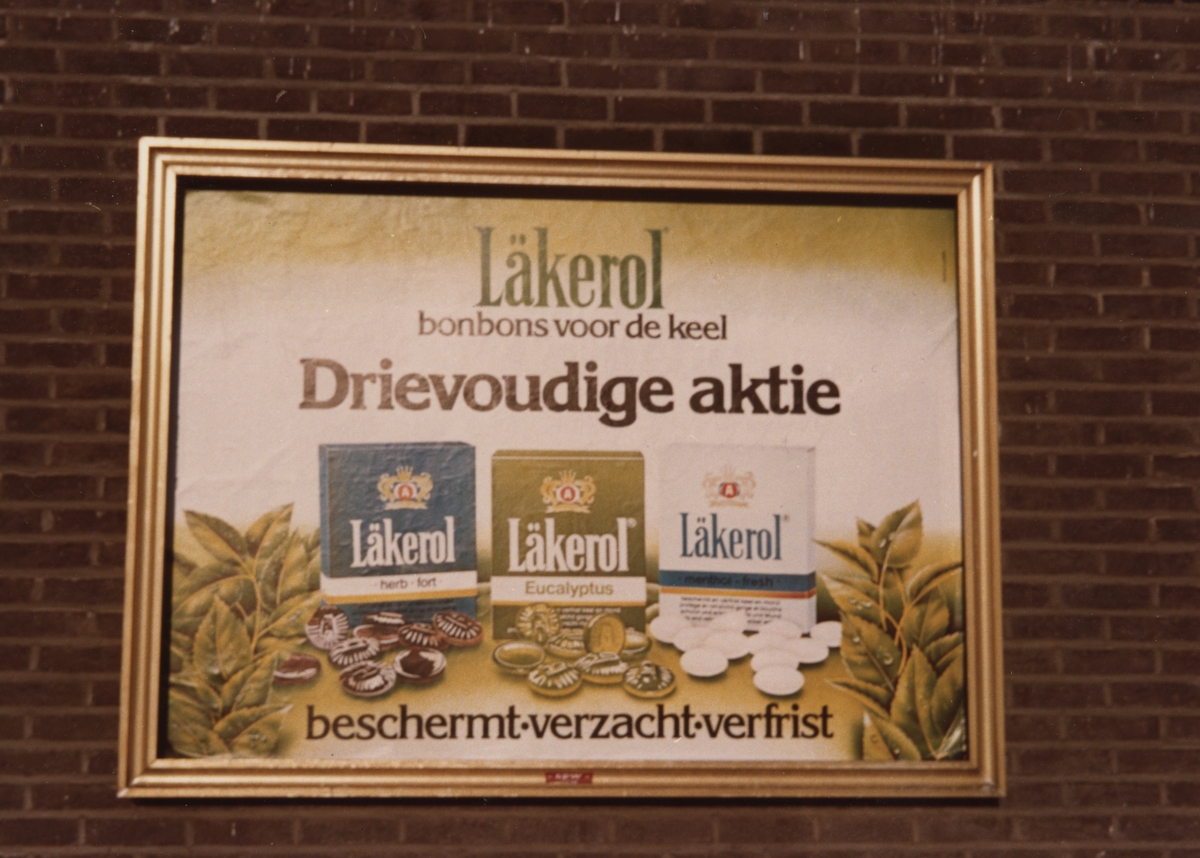 Läkerol
bonbons voor de keel
Drievoudige aktie
A
Läkerol
herb · fort
A
Läkerol®
Eucalyptus
A
Läkerol®
menthol - fresh
beschermt·verzacht·verfrist